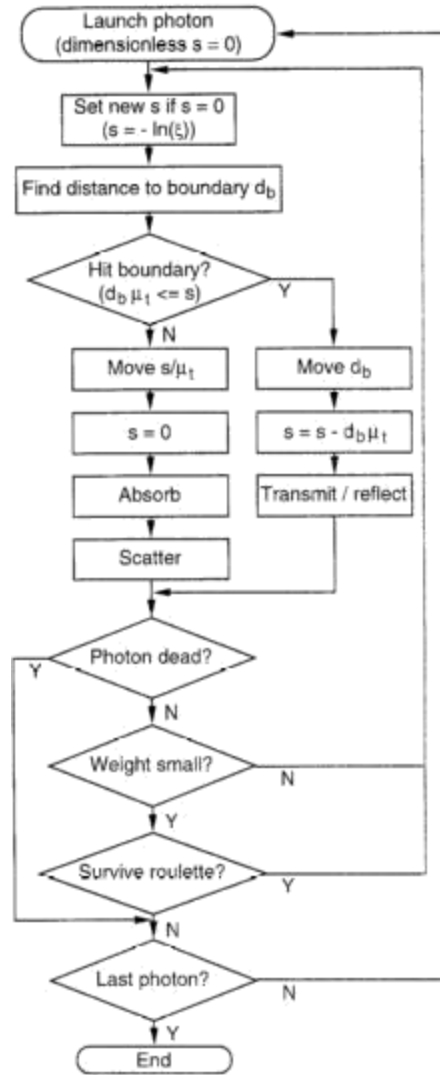 Launch photon
(dimensionless s = 0)
Set new s if s = 0
(s = - ln(ξ))
Find distance to boundary d_b
Hit boundary?
(d_b μ_t <= s)
Y
N
Move s/μ_t
Move d_b
s = 0
s = s - d_b μ_t
Absorb
Transmit / reflect
Scatter
Photon dead?
Y
N
Weight small?
N
Y
Survive roulette?
Y
N
Last photon?
N
Y
End